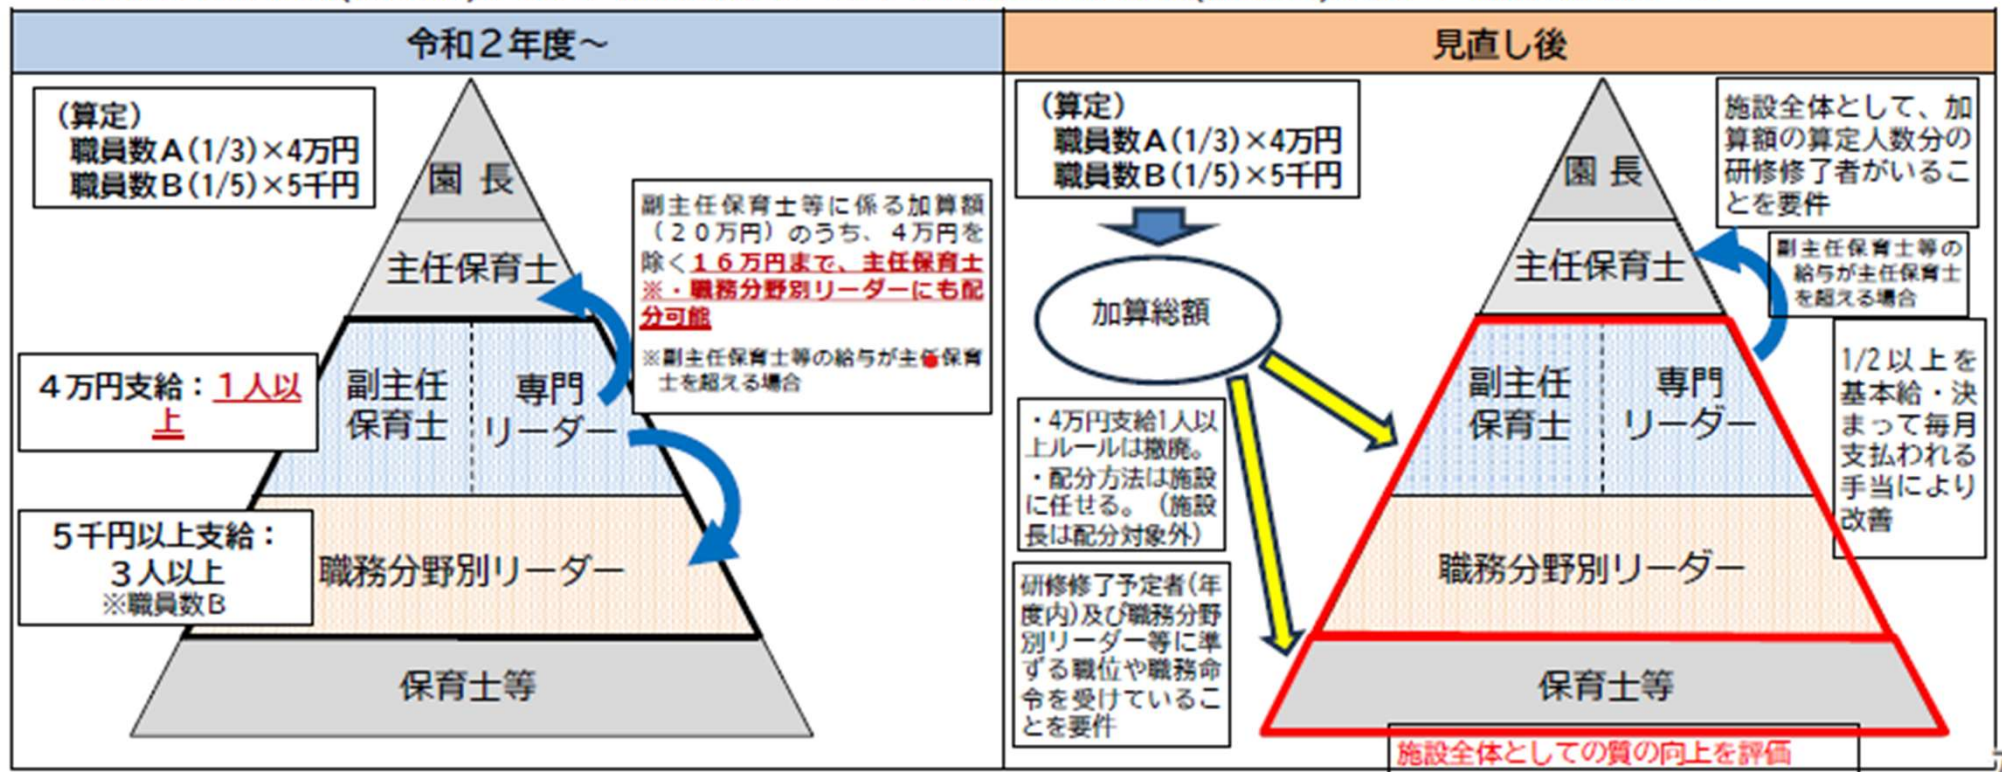 令和２年度～
（算定）
職員数Ａ(1/3)×4万円
職員数Ｂ(1/5)×5千円
園 長
主任保育士
副主任保育士等に係る加算額
（２０万円）のうち、４万円を
除く１６万円まで、主任保育士
※・職務分野別リーダーにも配
分可能
※副主任保育士等の給与が主任保育
士を超える場合
４万円支給：１人以
上
副主任
保育士
専門
リーダー
５千円以上支給：
３人以上
※職員数Ｂ
職務分野別リーダー
保育士等
見直し後
（算定）
職員数Ａ(1/3)×4万円
職員数Ｂ(1/5)×5千円
加算総額
園 長
施設全体として、加
算額の算定人数分の
研修修了者がいるこ
とを要件
主任保育士
副主任保育士等の
給与が主任保育士
を超える場合
副主任
保育士
専門
リーダー
1/2以上を
基本給・決
まって毎月
支払われる
手当により
改善
・4万円支給1人以
上ルールは撤廃。
・配分方法は施設
に任せる。（施設
長は配分対象外）
職務分野別リーダー
研修修了予定者(年
度内)及び職務分野
別リーダー等に準
ずる職位や職務命
令を受けているこ
とを要件
保育士等
施設全体としての質の向上を評価